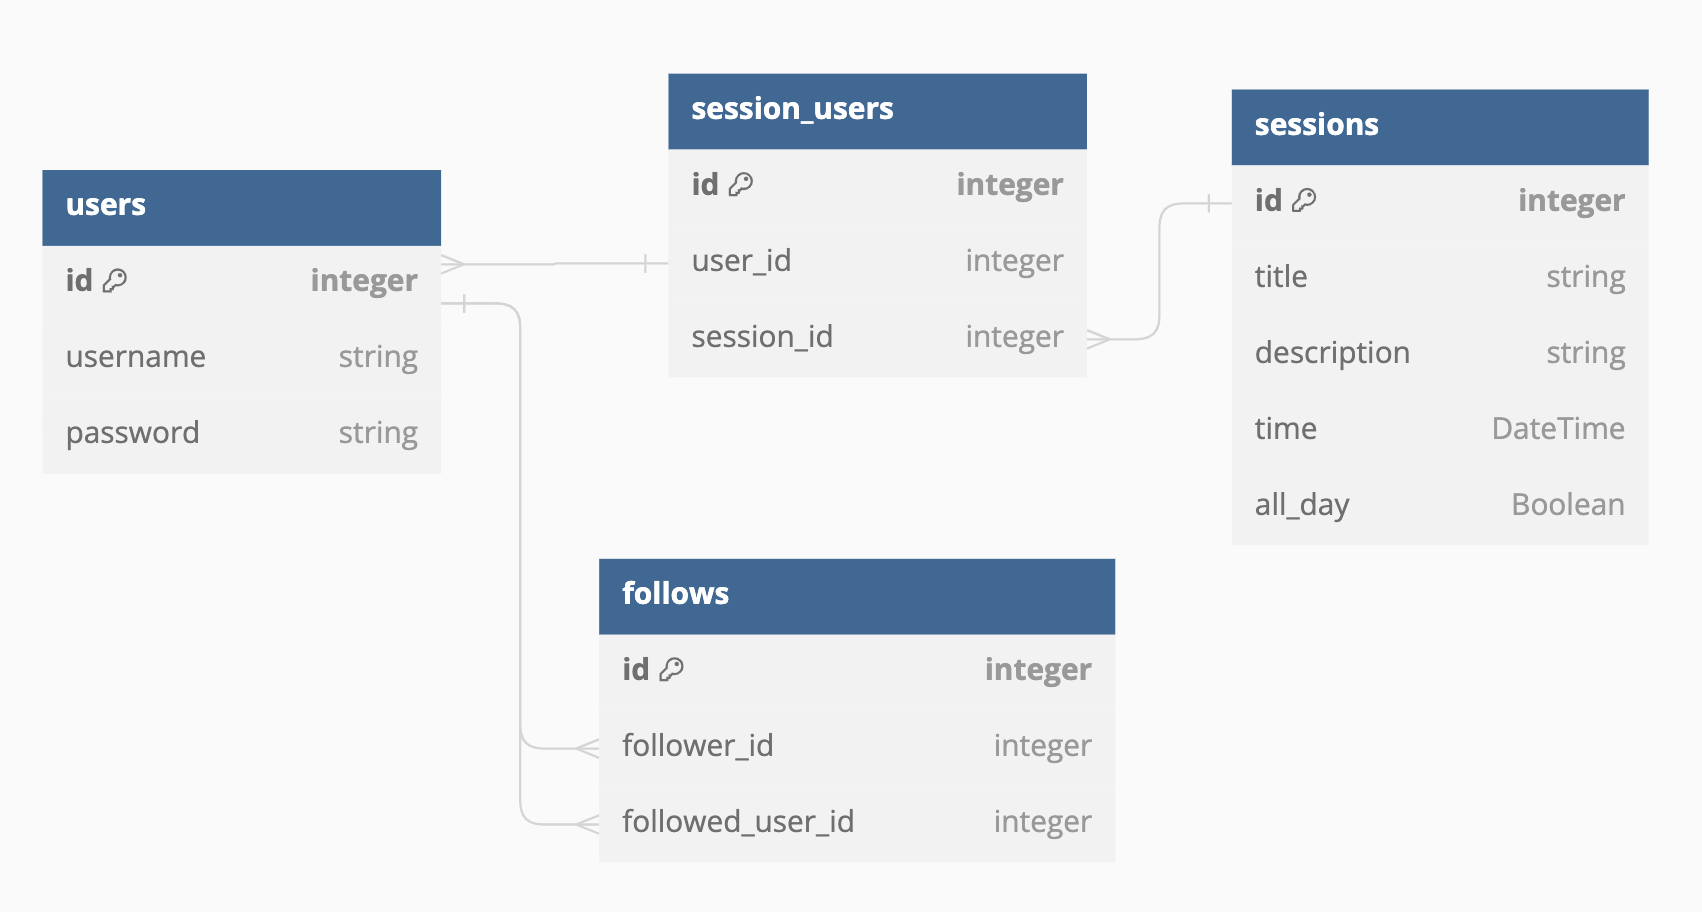 users
id integer
username string
password string
session_users
id integer
user_id integer
session_id integer
sessions
id integer
title string
description string
time DateTime
all_day Boolean
follows
id integer
follower_id integer
followed_user_id integer